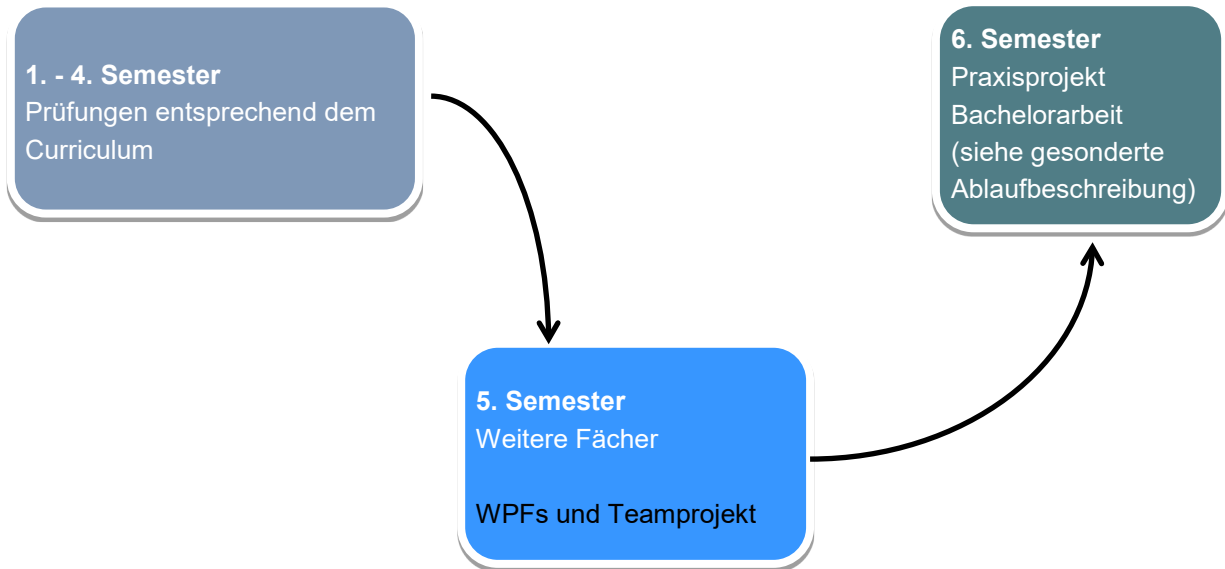 1. - 4. Semester
Prüfungen entsprechend dem
Curriculum
5. Semester
Weitere Fächer
WPFs und Teamprojekt
6. Semester
Praxisprojekt
Bachelorarbeit
(siehe gesonderte
Ablaufbeschreibung)